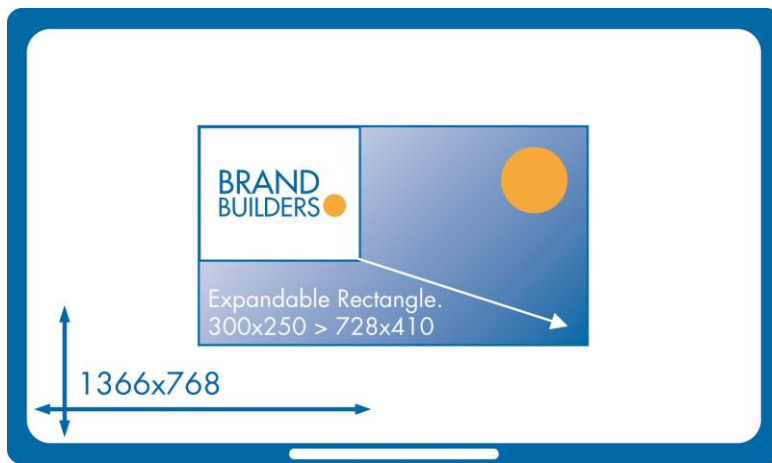 BRAND
BUILDERS
Expandable Rectangle.
300x250 > 728x410
1366x768